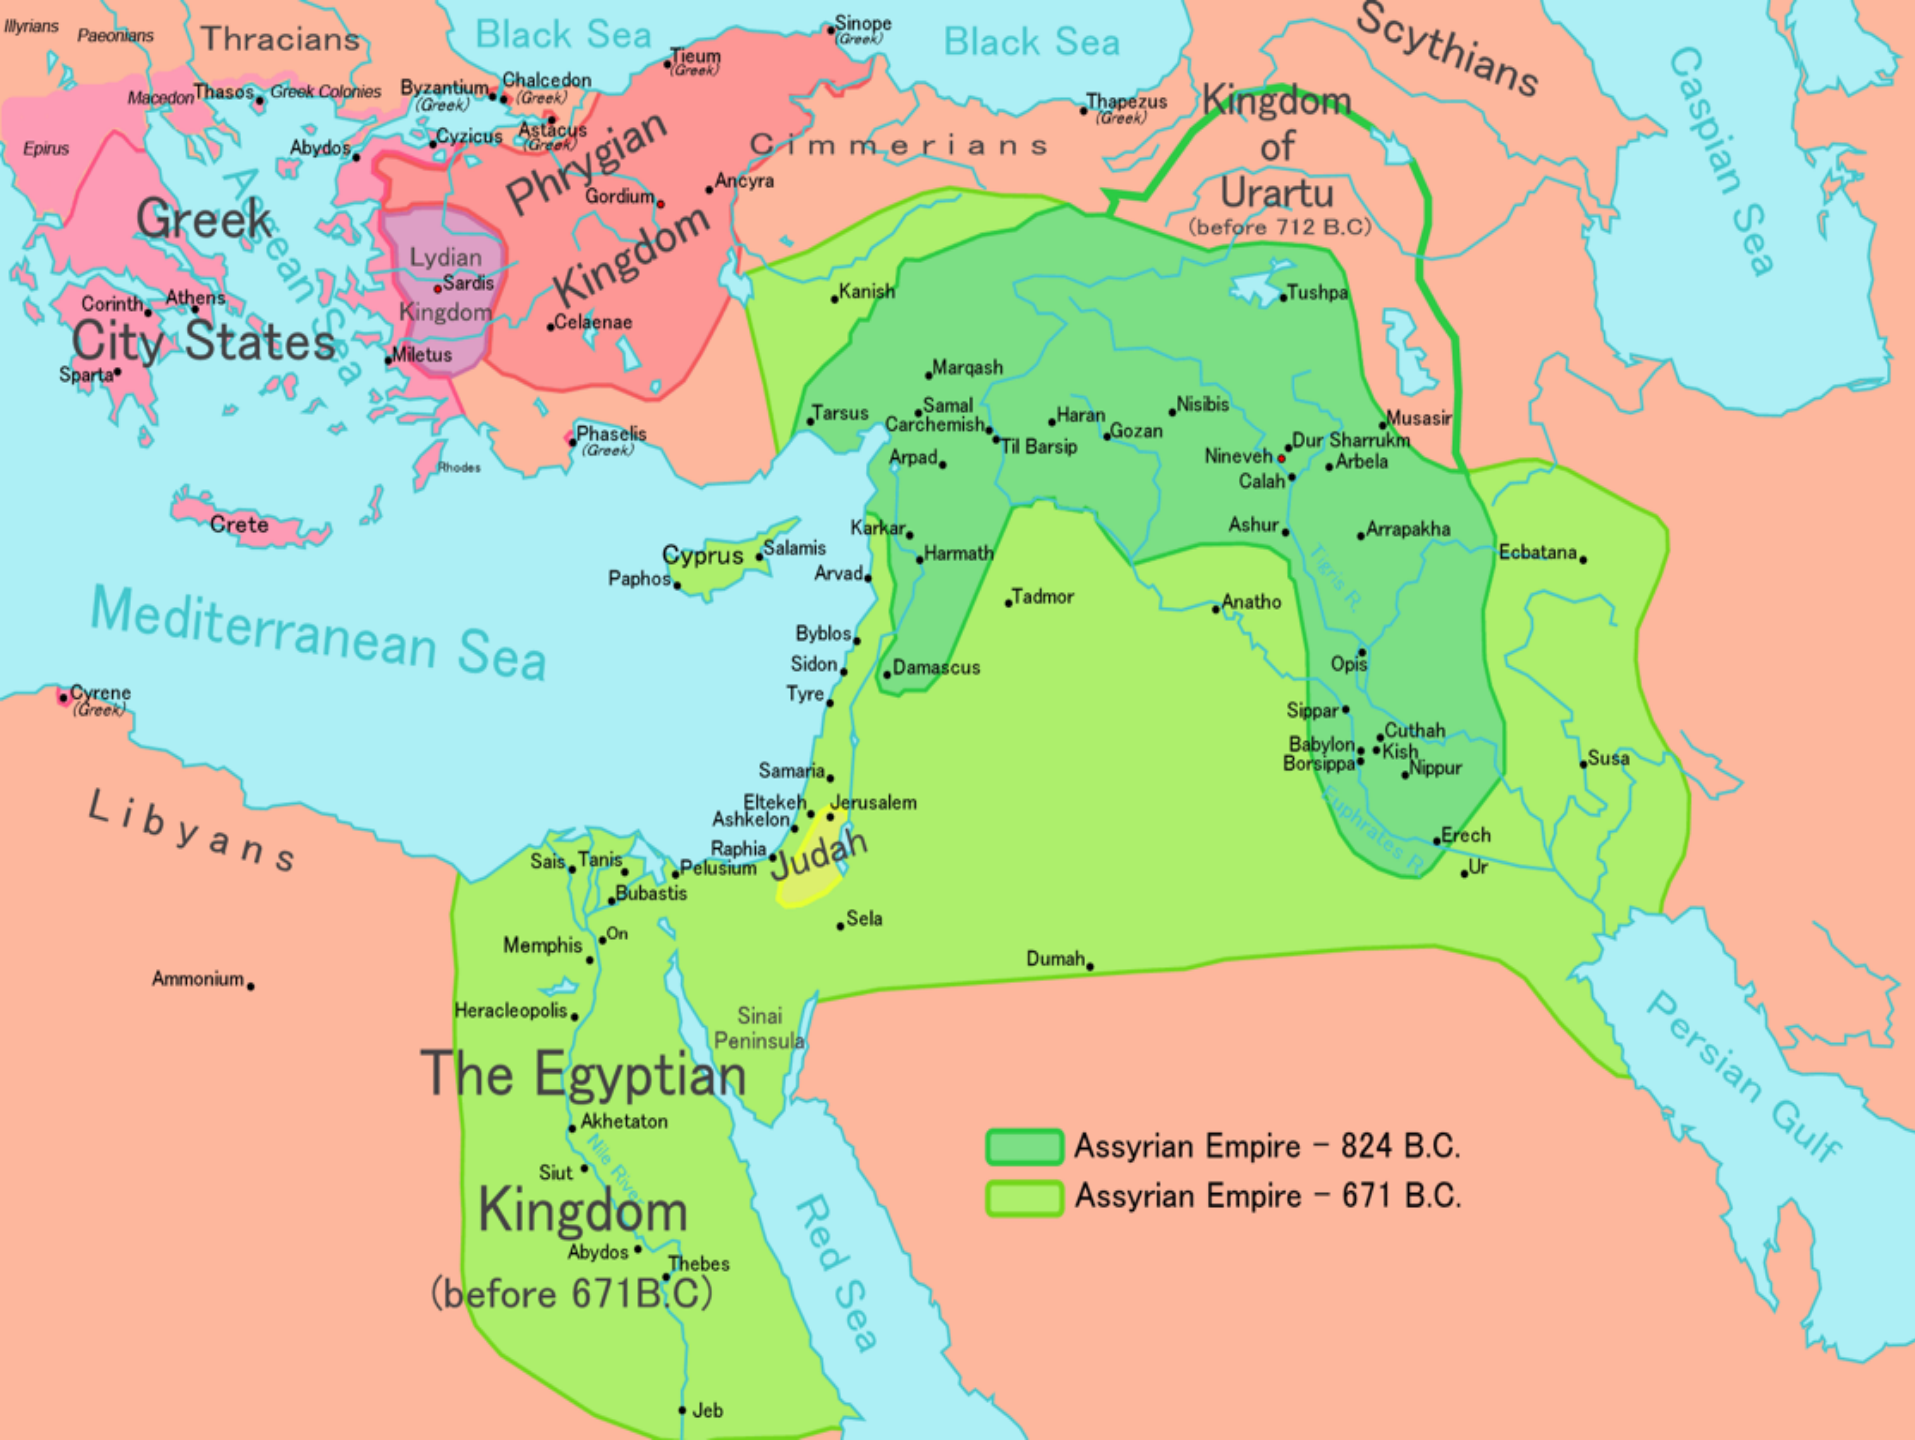 Illyrians
Paeonians
Thracians
Black Sea
Tieum
(Greek)
Sinope
(Greek)
Black Sea
Scythians
Caspian Sea
Macedon
Thasos
Greek Colonies
Byzantium
(Greek)
Chalcedon
(Greek)
Astacus
(Greek)
Cyzicus
Abydos
Epirus
Phrygian
Kingdom
Gordium
Ancyra
Cimmerians
Thapezus
(Greek)
Kingdom
of
Urartu
(before 712 B.C)
Greek
City States
Aegean Sea
Lydian
Kingdom
Sardis
Corinth
Athens
Sparta
Miletus
Celaenae
Kanish
Tushpa
Phaselis
(Greek)
Rhodes
Crete
Tarsus
Marqash
Samal
Carchemish
Til Barsip
Haran
Gozan
Nisibis
Musasir
Dur Sharrukm
Nineveh
Arbela
Calah
Arpad
Karkar
Harmath
Ashur
Arrapakha
Ecbatana
Cyprus
Salamis
Paphos
Arvad
Tadmor
Anatho
Tigris R.
Mediterranean Sea
Byblos
Sidon
Tyre
Damascus
Opis
Cyrene
(Greek)
Sippar
Cuthah
Babylon
Kish
Borsippa
Nippur
Susa
Samaria
Eltekeh
Jerusalem
Ashkelon
Raphia
Judah
Euphrates R.
Erech
Ur
Libyans
Sais
Tanis
Pelusium
Bubastis
Sela
On
Memphis
Dumah
Ammonium
Heracleopolis
Sinai
Peninsula
Persian Gulf
The Egyptian
Kingdom
(before 671B.C)
Akhetaton
Nile River
Siut
Abydos
Thebes
Jeb
Red Sea
Assyrian Empire - 824 B.C.
Assyrian Empire - 671 B.C.